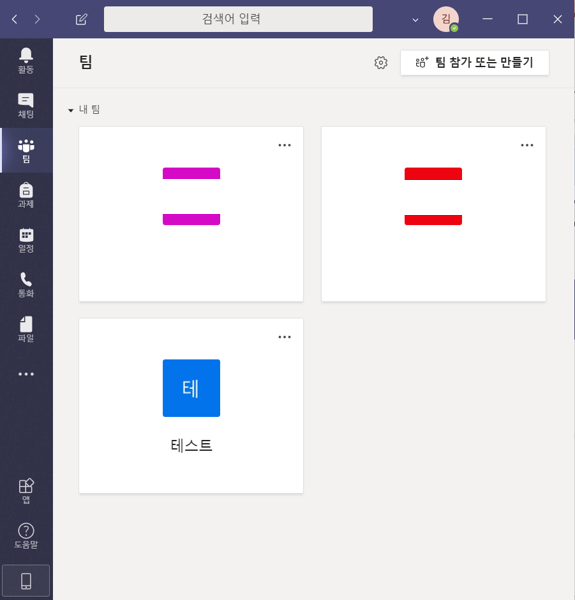 검색어 입력
김
활동
채팅
팀
과제
일정
통화
파일
앱
도움말
팀
팀 참가 또는 만들기
내 팀
테
테스트